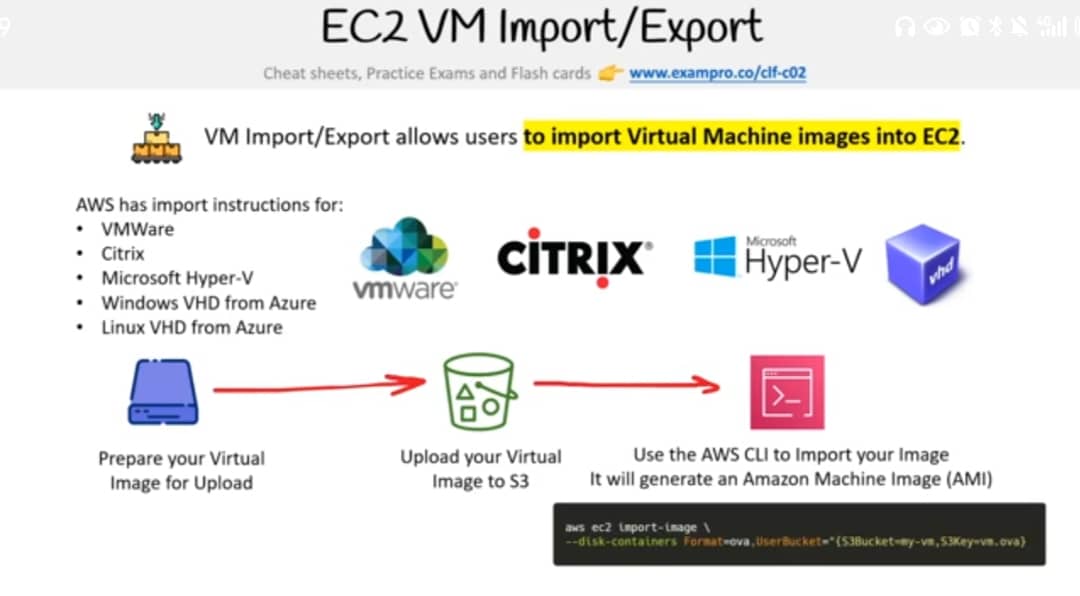 9
EC2 VM Import/Export
Cheat sheets, Practice Exams and Flash cards 👉 www.exampro.co/clf-c02
VM Import/Export allows users to import Virtual Machine images into EC2.
AWS has import instructions for:
• VMWare
• Citrix
• Microsoft Hyper-V
• Windows VHD from Azure
• Linux VHD from Azure
vmware
CITRIX®
Microsoft
Hyper-V
vhd
Prepare your Virtual
Image for Upload
Upload your Virtual
Image to S3
Use the AWS CLI to Import your Image
It will generate an Amazon Machine Image (AMI)
aws ec2 import-image \
--disk-containers Format=ova,UserBucket="{S3Bucket=my-vm,S3Key=vm.ova}